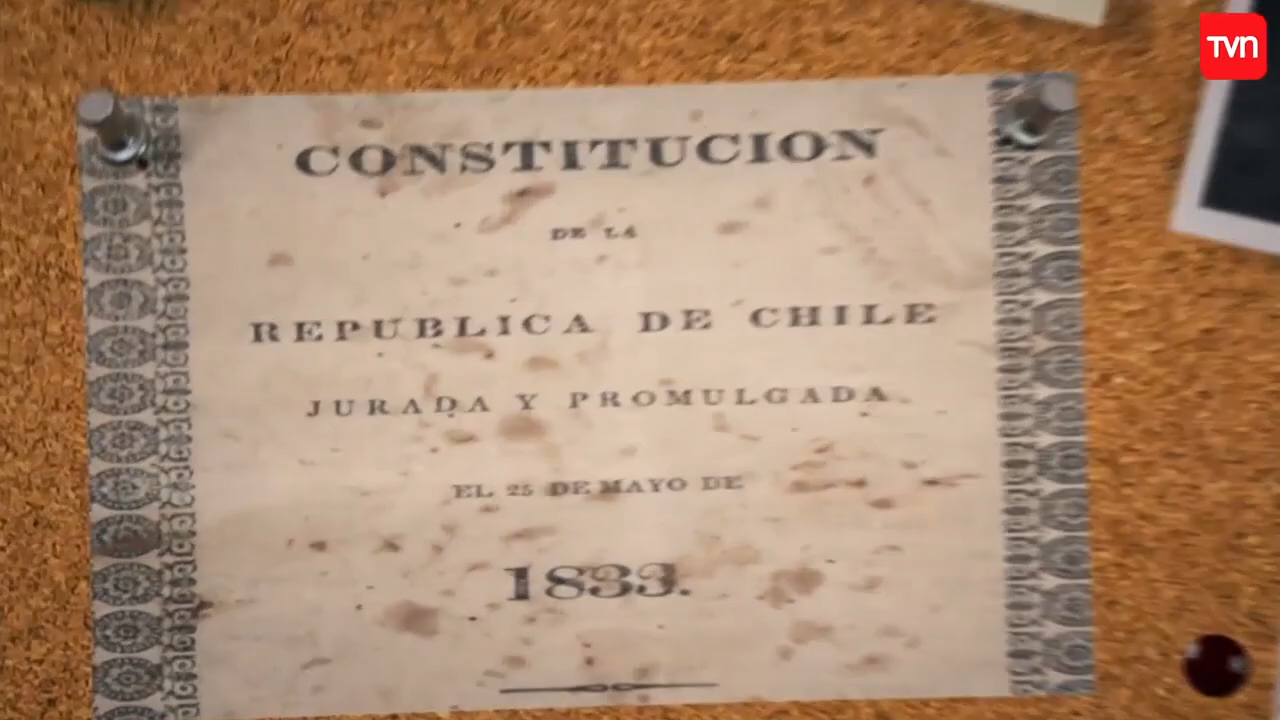 TVN
CONSTITUCION
DE LA
REPUBLICA DE CHILE
JURADA Y PROMULGADA
EL 25 DE MAYO DE
1833.